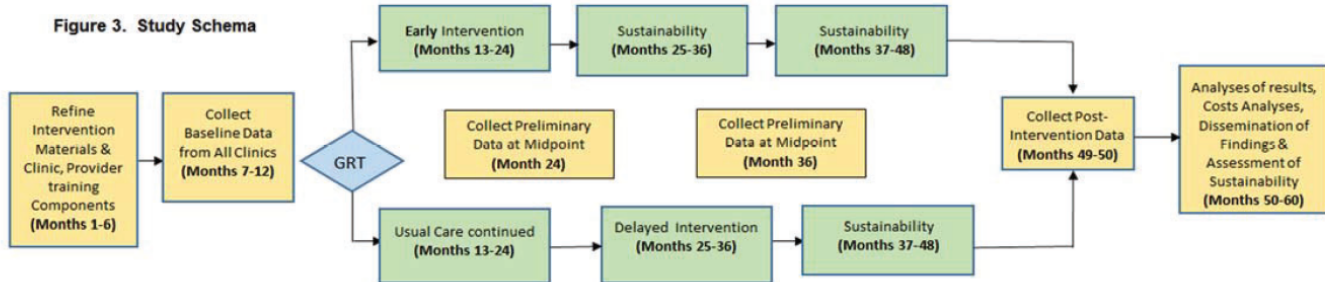 Figure 3. Study Schema
Early Intervention
(Months 13-24)
Sustainability
(Months 25-36)
Sustainability
(Months 37-48)
Refine
Intervention
Materials &
Clinic, Provider
training
Components
(Months 1-6)
Collect
Baseline Data
from All Clinics
(Months 7-12)
GRT
Collect Preliminary
Data at Midpoint
(Month 24)
Collect Preliminary
Data at Midpoint
(Month 36)
Collect Post-
Intervention Data
(Months 49-50)
Analyses of results,
Costs Analyses,
Dissemination of
Findings &
Assessment of
Sustainability
(Months 50-60)
Usual Care continued
(Months 13-24)
Delayed Intervention
(Months 25-36)
Sustainability
(Months 37-48)